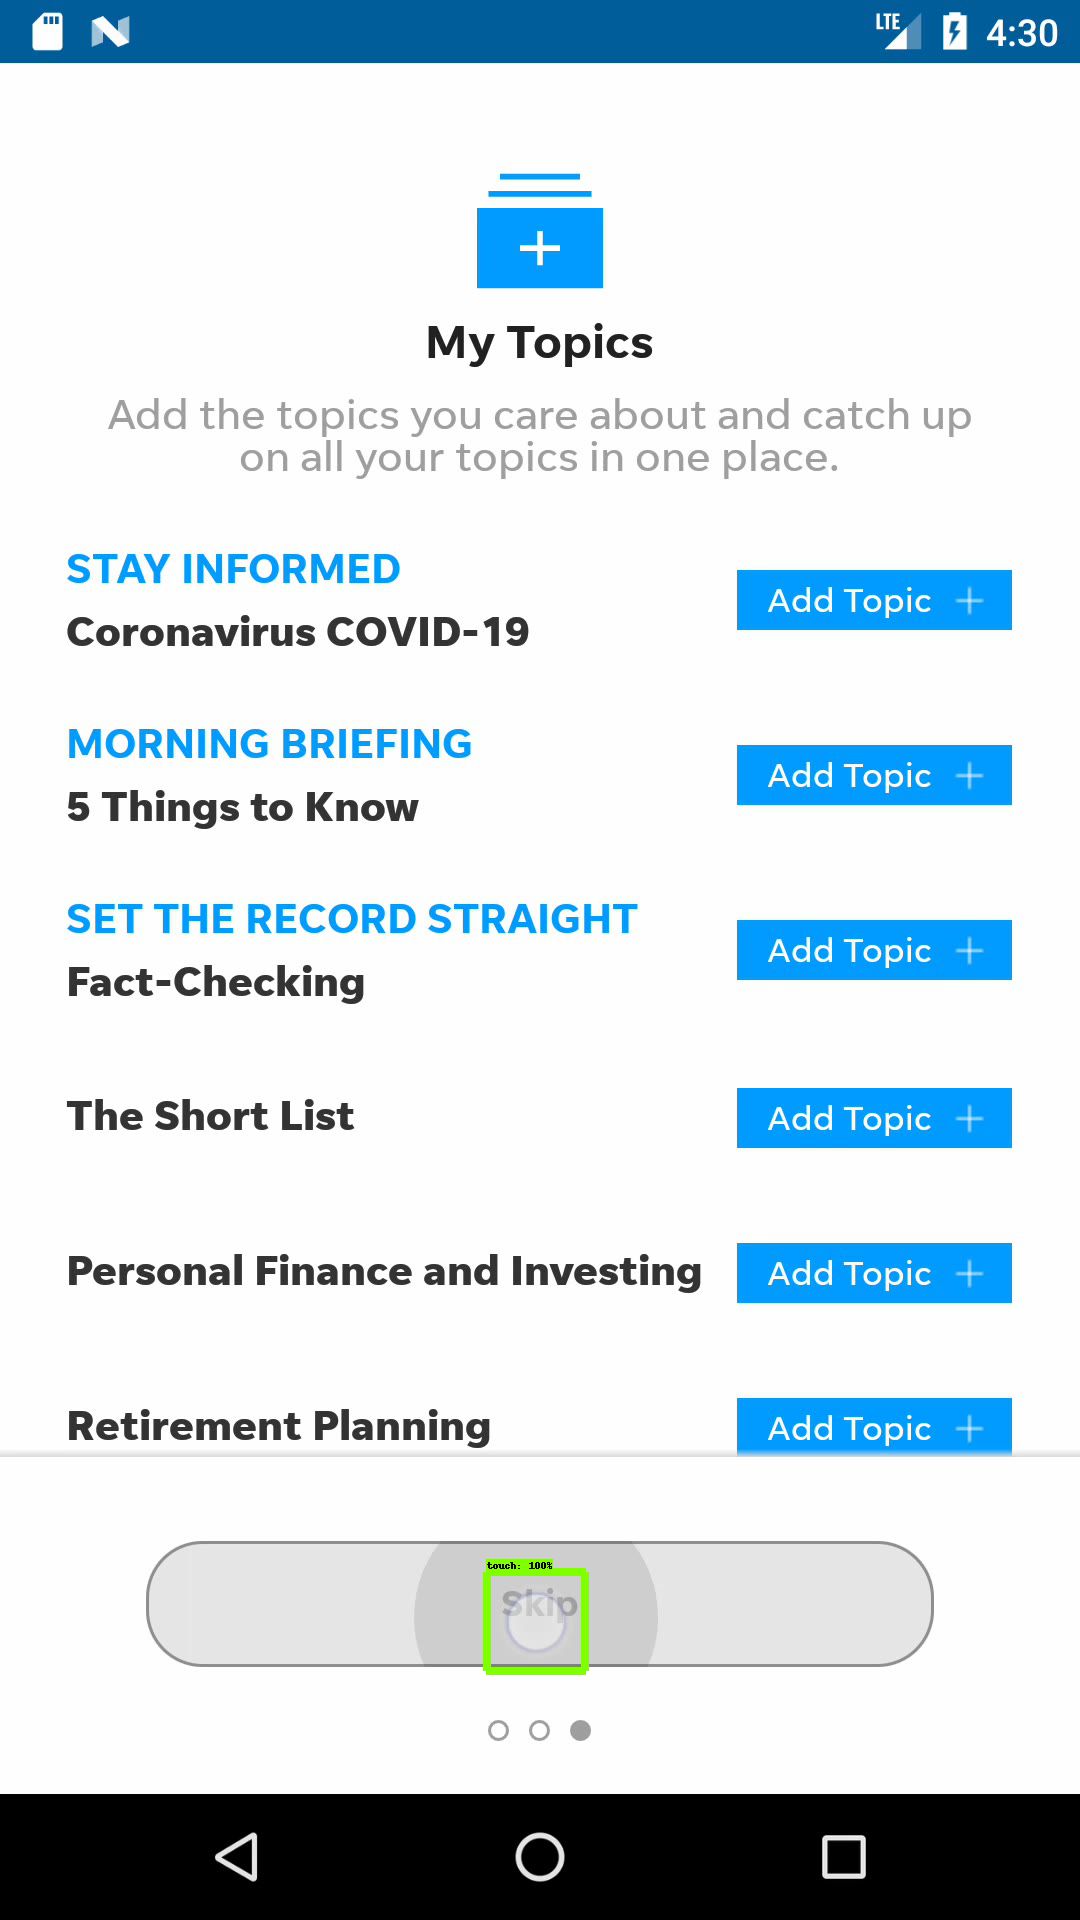 LTE 4:30
My Topics
Add the topics you care about and catch up
on all your topics in one place.
STAY INFORMED
Coronavirus COVID-19
Add Topic +
MORNING BRIEFING
5 Things to Know
Add Topic +
SET THE RECORD STRAIGHT
Fact-Checking
Add Topic +
The Short List
Add Topic +
Personal Finance and Investing
Add Topic +
Retirement Planning
Add Topic +
touch: 100%
Skip